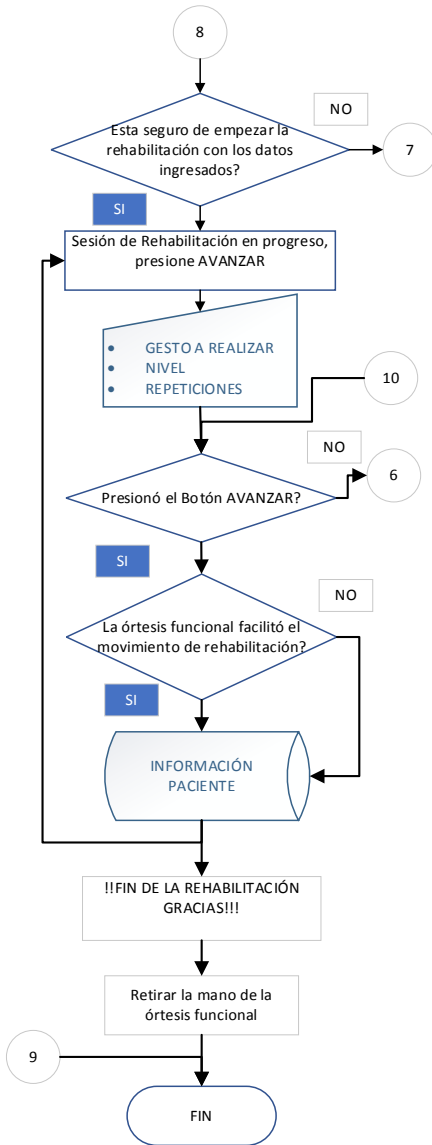 8
Esta seguro de empezar la
rehabilitación con los datos
ingresados?
NO
7
SI
Sesión de Rehabilitación en progreso,
presione AVANZAR
• GESTO A REALIZAR
• NIVEL
• REPETICIONES
10
NO
Presionó el Botón AVANZAR?
6
SI
NO
La órtesis funcional facilitó el
movimiento de rehabilitación?
SI
INFORMACIÓN
PACIENTE
!!FIN DE LA REHABILITACIÓN
GRACIAS!!!
Retirar la mano de la
órtesis funcional
9
FIN